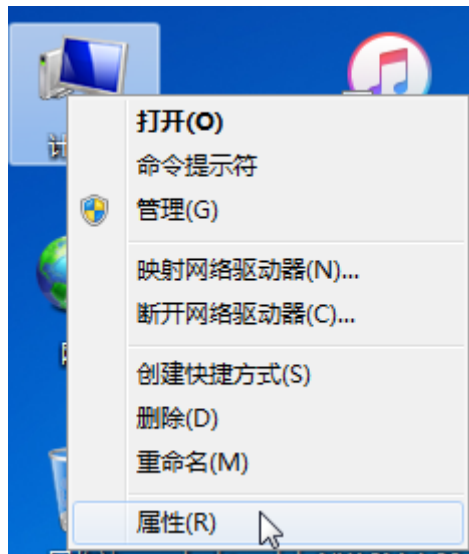 计
打开(O)
命令提示符
管理(G)
映射网络驱动器(N)...
断开网络驱动器(C)...
创建快捷方式(S)
删除(D)
重命名(M)
属性(R)